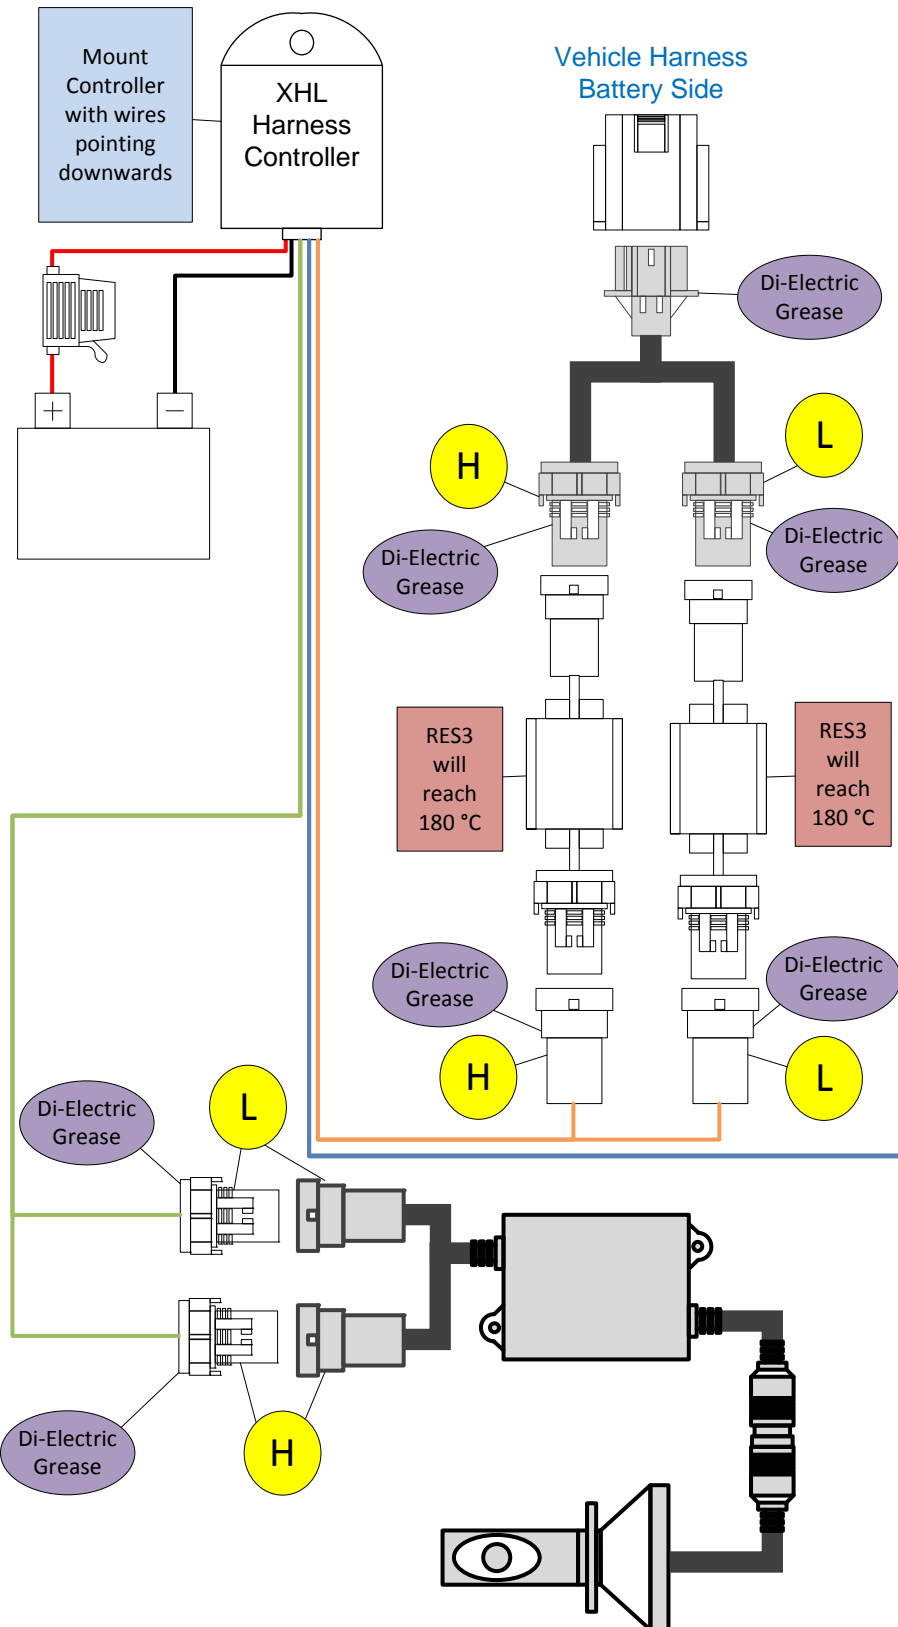 Mount
Controller
with wires
pointing
downwards
XHL
Harness
Controller
Vehicle Harness
Battery Side
Di-Electric
Grease
+
−
H
L
Di-Electric
Grease
Di-Electric
Grease
RES3
will
reach
180 °C
RES3
will
reach
180 °C
Di-Electric
Grease
Di-Electric
Grease
H
L
Di-Electric
Grease
L
Di-Electric
Grease
H